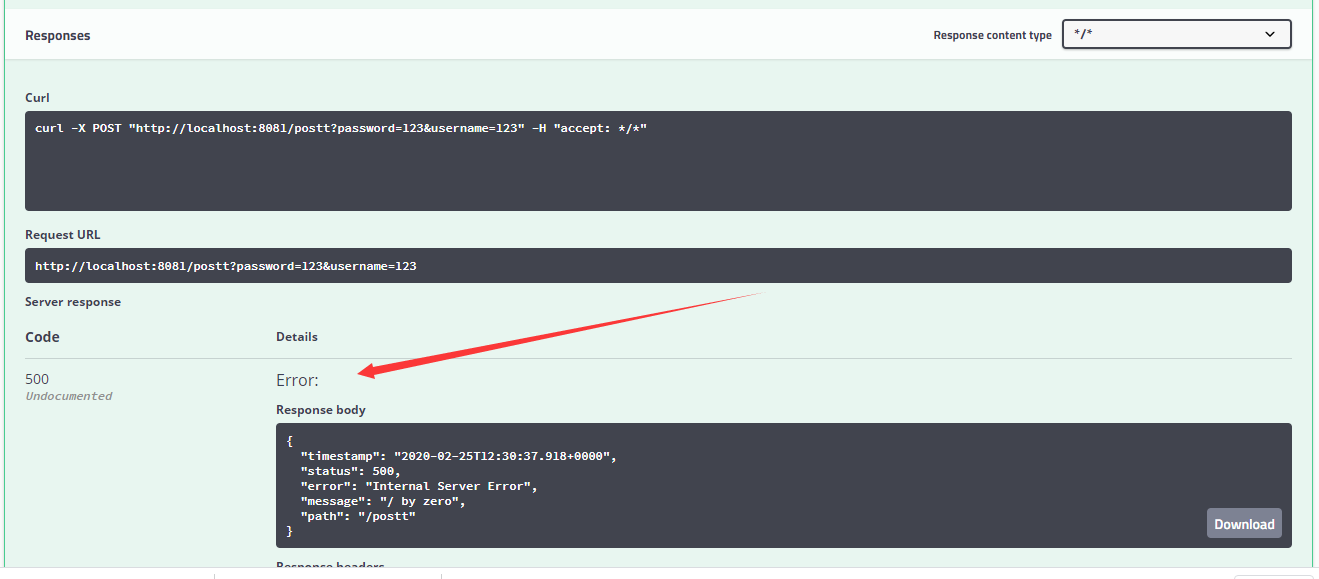 Responses
Response content type
*/*
Curl
curl -X POST "http://localhost:8081/postt?password=123&username=123" -H "accept: */*"
Request URL
http://localhost:8081/postt?password=123&username=123
Server response
Code
Details
500
Undocumented
Error:
Response body
{
"timestamp": "2020-02-25T12:30:37.918+0000",
"status": 500,
"error": "Internal Server Error",
"message": "/ by zero",
"path": "/postt"
}
Download
Response headers